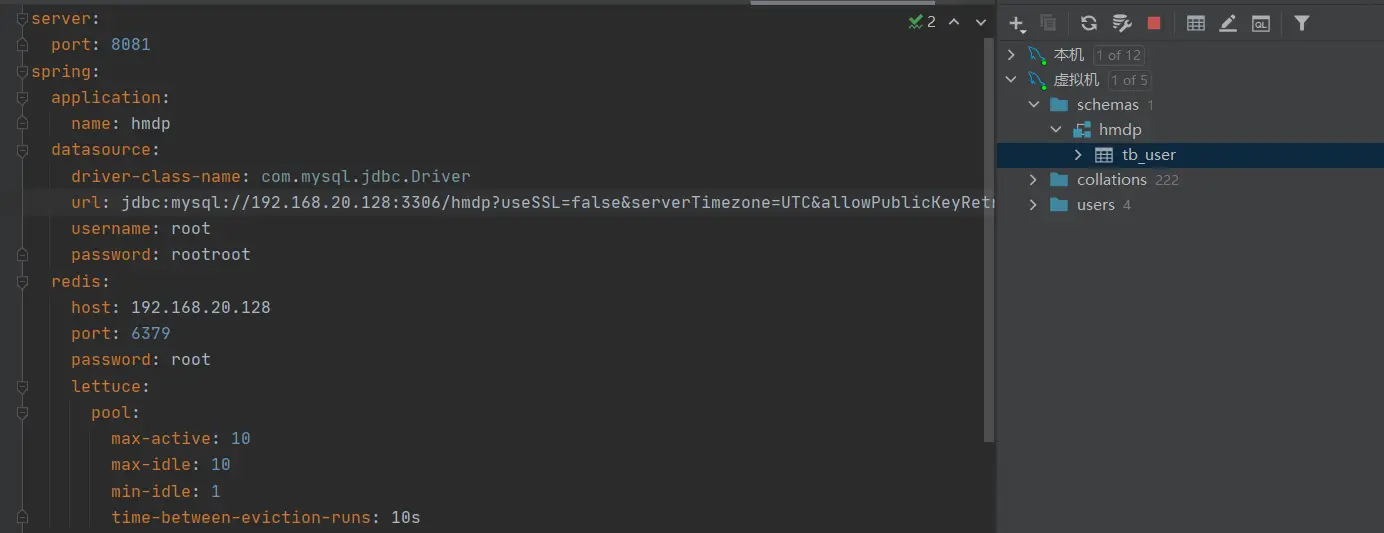 server:
  port: 8081
spring:
  application:
    name: hmdp
  datasource:
    driver-class-name: com.mysql.jdbc.Driver
    url: jdbc:mysql://192.168.20.128:3306/hmdp?useSSL=false&serverTimezone=UTC&allowPublicKeyRetr
    username: root
    password: rootroot
  redis:
    host: 192.168.20.128
    port: 6379
    password: root
    lettuce:
      pool:
        max-active: 10
        max-idle: 10
        min-idle: 1
        time-between-eviction-runs: 10s
2
QL
本机 1 of 12
虚拟机 1 of 5
schemas 1
hmdp
tb_user
collations 222
users 4